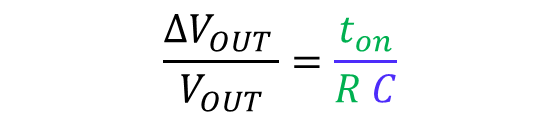 ΔV_OUT / V_OUT = t_on / R C